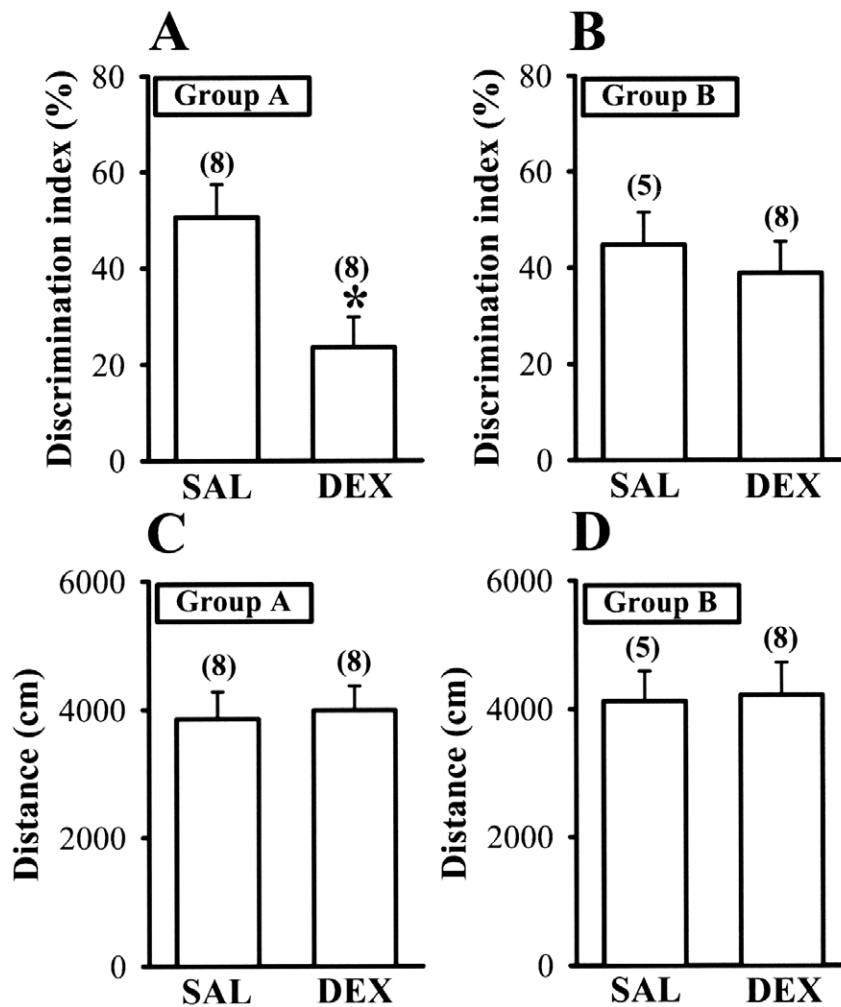 A
Discrimination index (%)
80
60
40
20
0
Group A
(8)
(8)
*
SAL DEX
B
Discrimination index (%)
80
60
40
20
0
Group B
(5)
(8)
SAL DEX
C
Distance (cm)
6000
4000
2000
0
Group A
(8)
(8)
SAL DEX
D
Distance (cm)
6000
4000
2000
0
Group B
(5)
(8)
SAL DEX